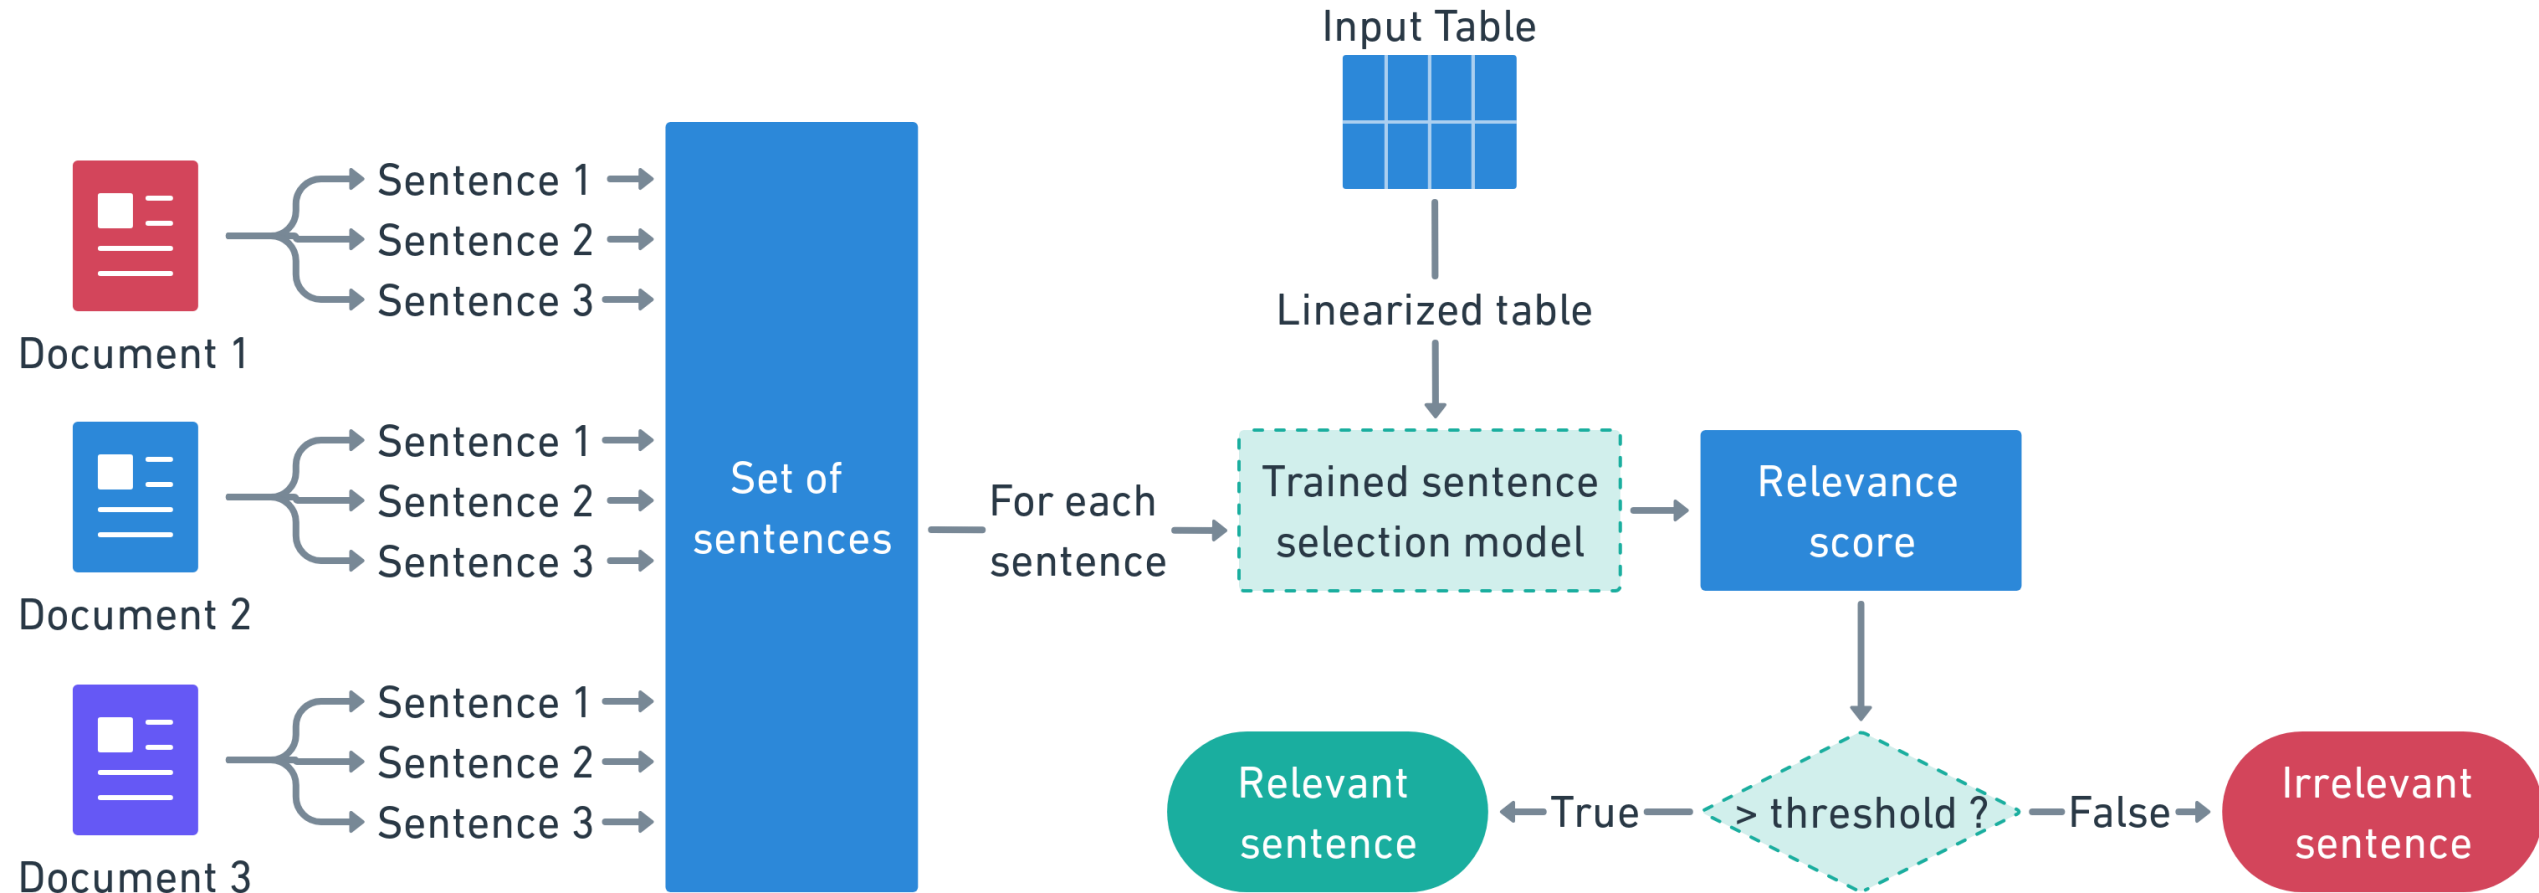 Input Table
Sentence 1
Sentence 2
Sentence 3
Document 1
Linearized table
Sentence 1
Sentence 2
Sentence 3
Document 2
Set of
sentences
For each
sentence
Trained sentence
selection model
Relevance
score
Sentence 1
Sentence 2
Sentence 3
Document 3
Relevant
sentence
True
> threshold ?
False
Irrelevant
sentence